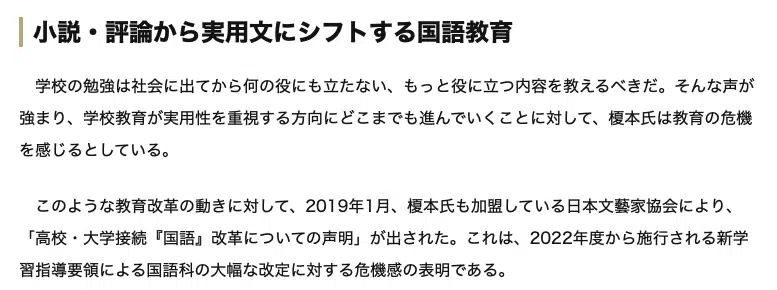 小説・評論から実用文にシフトする国語教育
　学校の勉強は社会に出てから何の役にも立たない、もっと役に立つ内容を教えるべきだ。そんな声が
強まり、学校教育が実用性を重視する方向にどこまでも進んでいくことに対して、榎本氏は教育の危機
を感じるとしている。
　このような教育改革の動きに対して、2019年1月、榎本氏も加盟している日本文藝家協会により、
「高校・大学接続『国語』改革についての声明」が出された。これは、2022年度から施行される新学
習指導要領による国語科の大幅な改定に対する危機感の表明である。